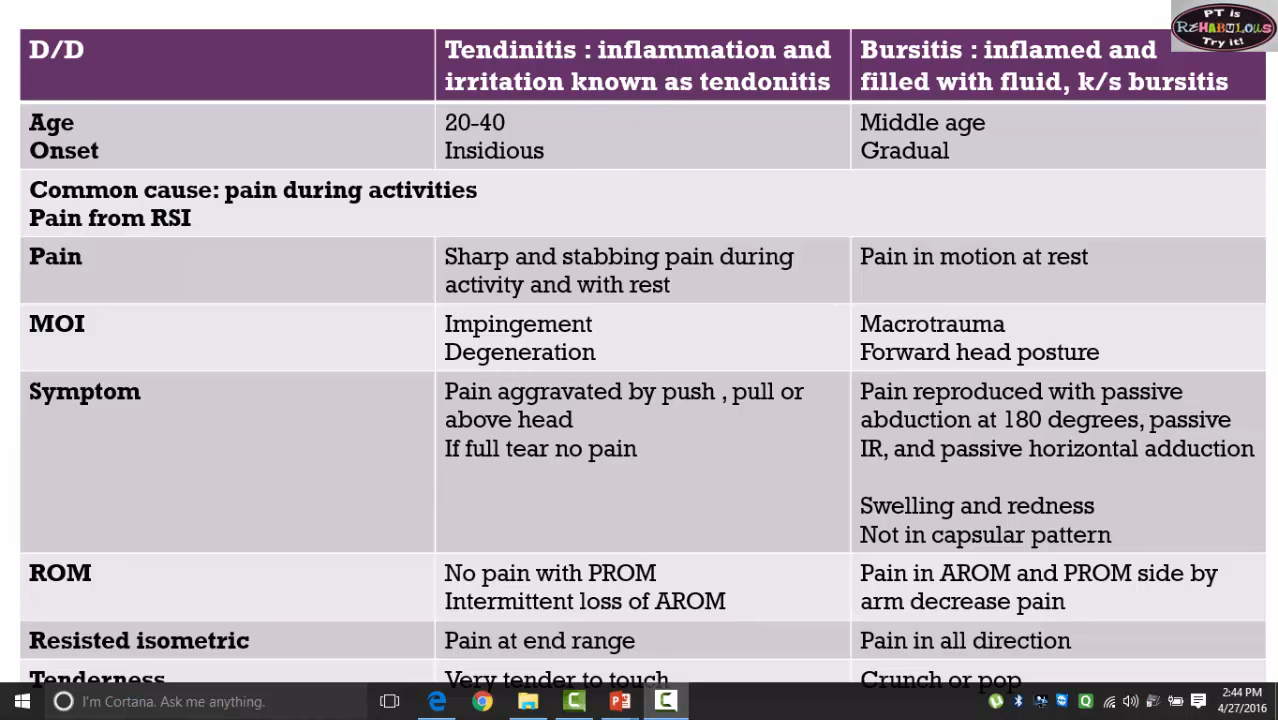 PT is
REHABULOUS
Try it!
D/D
Tendinitis : inflammation and
irritation known as tendonitis
Bursitis : inflamed and
filled with fluid, k/s bursitis
Age
Onset
20-40
Insidious
Middle age
Gradual
Common cause: pain during activities
Pain from RSI
Pain
Sharp and stabbing pain during
activity and with rest
Pain in motion at rest
MOI
Impingement
Degeneration
Macrotrauma
Forward head posture
Symptom
Pain aggravated by push , pull or
above head
If full tear no pain
Pain reproduced with passive
abduction at 180 degrees, passive
IR, and passive horizontal adduction
Swelling and redness
Not in capsular pattern
ROM
No pain with PROM
Intermittent loss of AROM
Pain in AROM and PROM side by
arm decrease pain
Resisted isometric
Pain at end range
Pain in all direction
Tenderness
Very tender to touch
Crunch or pop
I'm Cortana. Ask me anything.
2:44 PM
4/27/2016